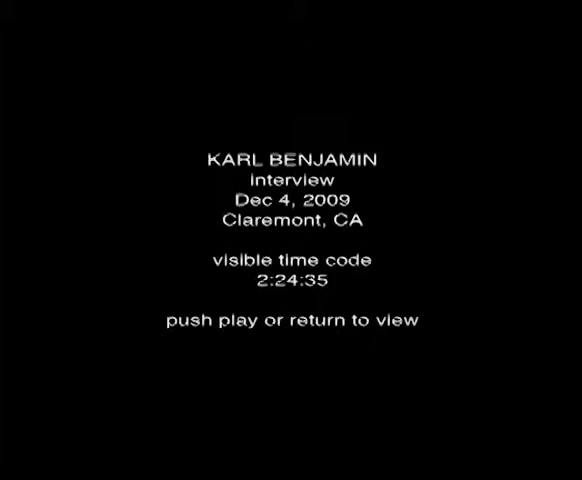 KARL BENJAMIN
interview
Dec 4, 2009
Claremont, CA
visible time code
2:24:35
push play or return to view